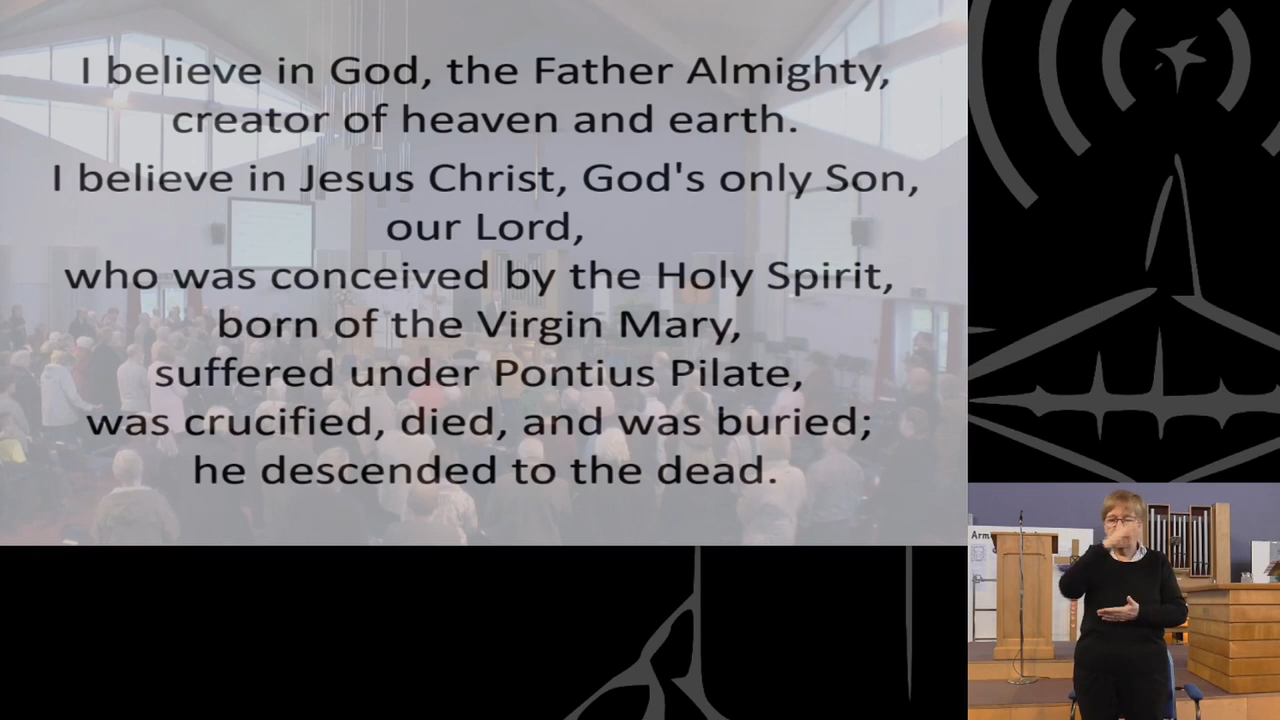 I believe in God, the Father Almighty,
creator of heaven and earth.
I believe in Jesus Christ, God's only Son,
our Lord,
who was conceived by the Holy Spirit,
born of the Virgin Mary,
suffered under Pontius Pilate,
was crucified, died, and was buried;
he descended to the dead.